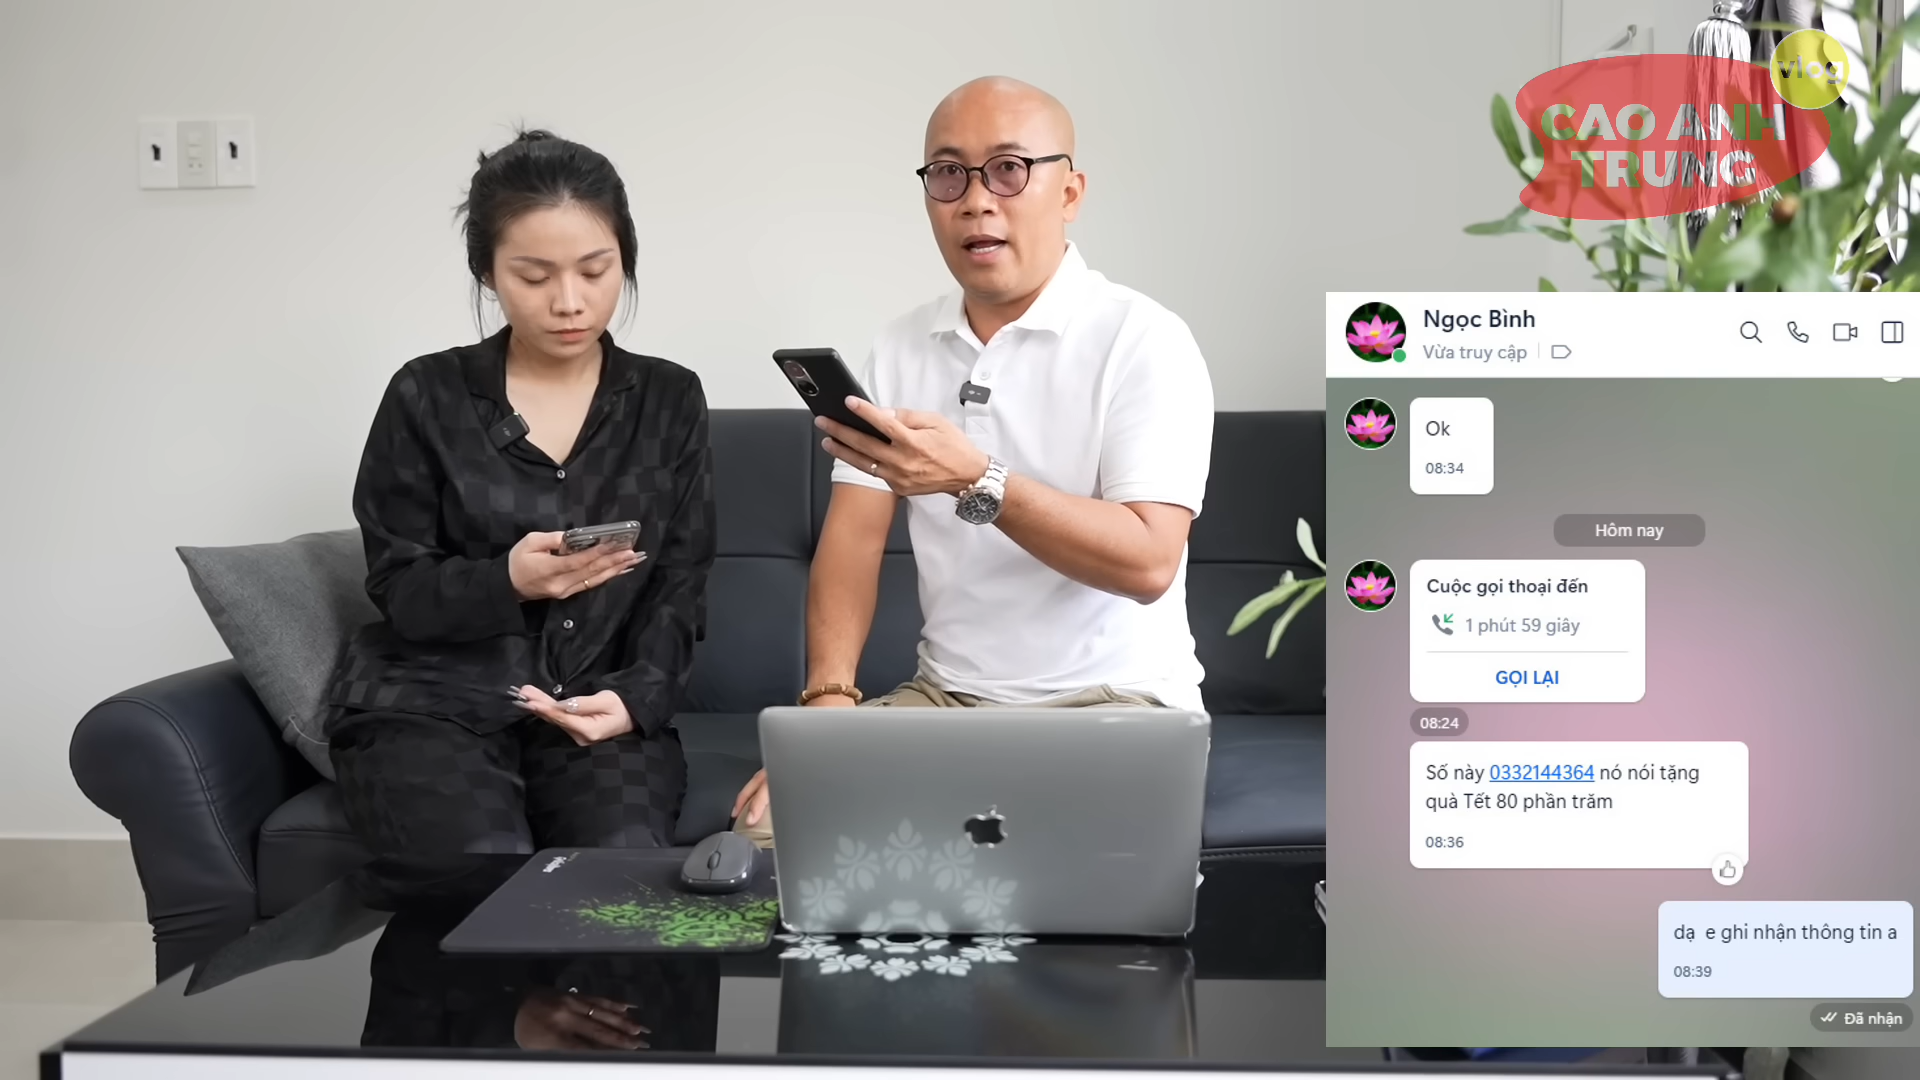 vlog
CAO ANH
TRUNG
Ngọc Bình
Vừa truy cập
Ok
08:34
Hôm nay
Cuộc gọi thoại đến
1 phút 59 giây
GỌI LẠI
08:24
Số này 0332144364 nó nói tặng
quà Tết 80 phần trăm
08:36
dạ e ghi nhận thông tin a
08:39
Đã nhận